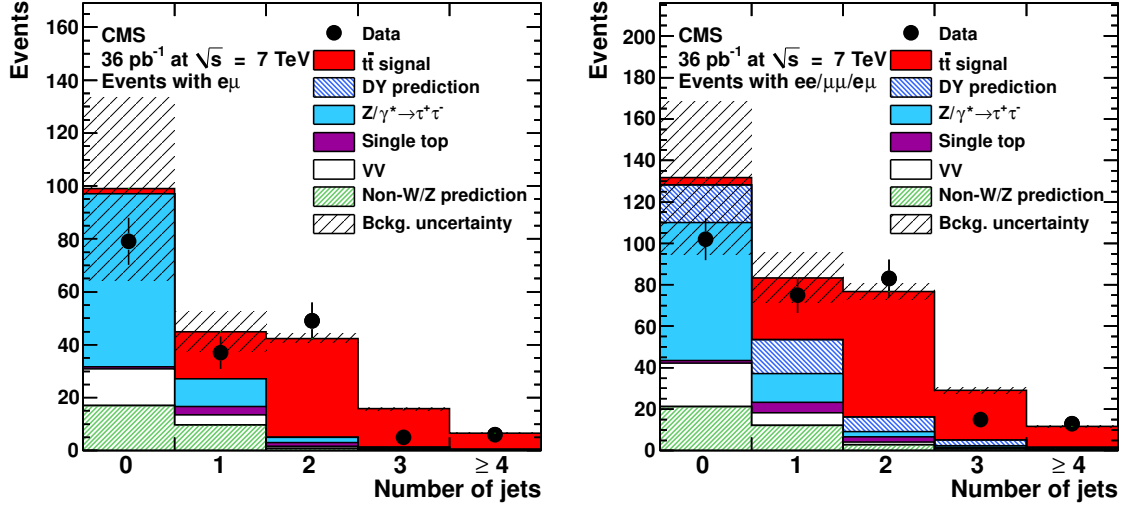 Events
160
140
120
100
80
60
40
20
0
CMS
36 pb⁻¹ at √s = 7 TeV
Events with eμ
Data
tt̄ signal
DY prediction
Z/γ*→τ⁺τ⁻
Single top
VV
Non-W/Z prediction
Bckg. uncertainty
0 1 2 3 ≥ 4
Number of jets
Events
200
180
160
140
120
100
80
60
40
20
0
CMS
36 pb⁻¹ at √s = 7 TeV
Events with ee/μμ/eμ
Data
tt̄ signal
DY prediction
Z/γ*→τ⁺τ⁻
Single top
VV
Non-W/Z prediction
Bckg. uncertainty
0 1 2 3 ≥ 4
Number of jets